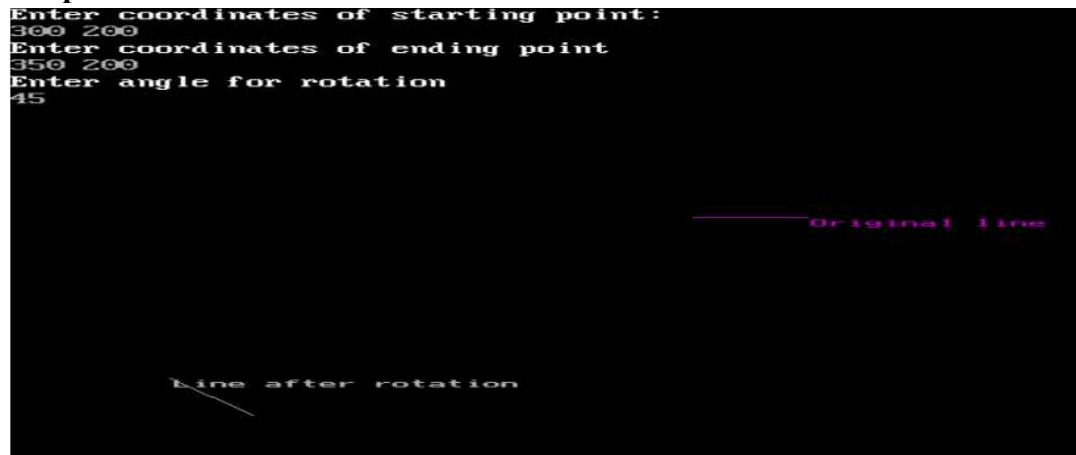 Enter coordinates of starting point:
300 200
Enter coordinates of ending point
350 200
Enter angle for rotation
45
Original line
Line after rotation